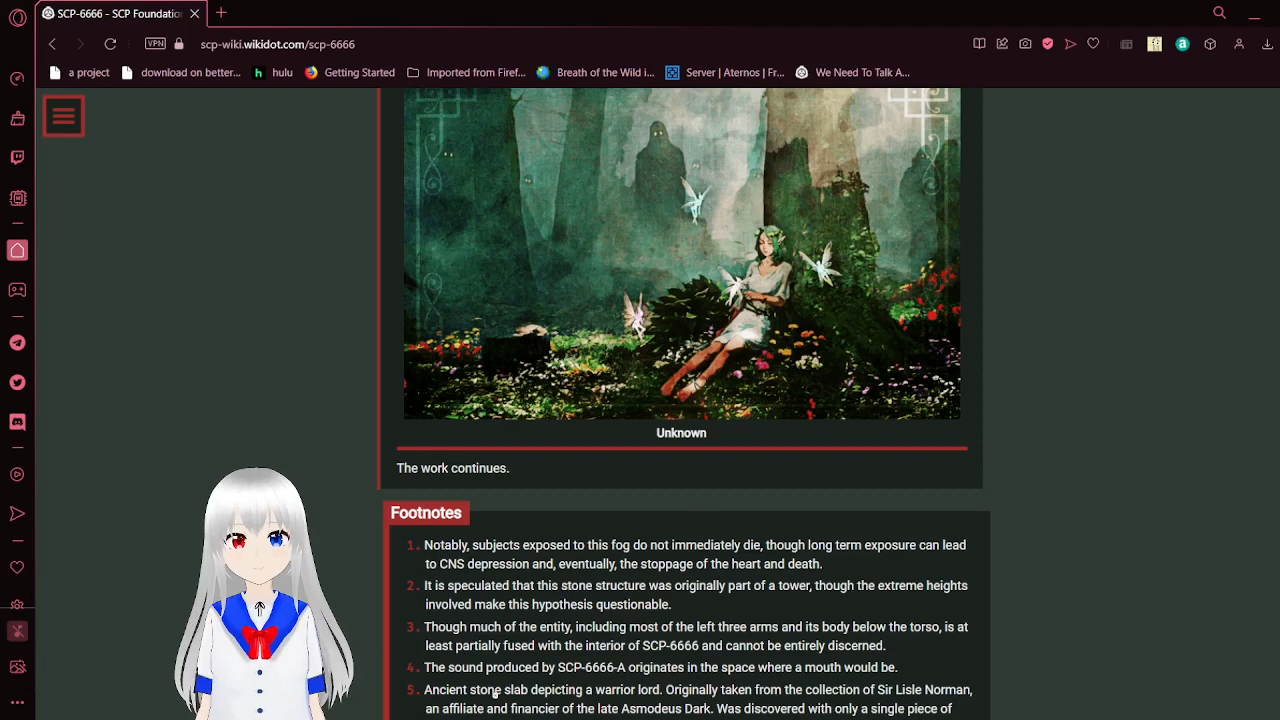 SCP-6666 - SCP Foundatio
scp-wiki.wikidot.com/scp-6666
VPN
a project
download on better...
hulu
Getting Started
Imported from Firef...
Breath of the Wild i...
Server | Aternos | Fr...
We Need To Talk A...
Unknown
The work continues.
Footnotes
1. Notably, subjects exposed to this fog do not immediately die, though long term exposure can lead
to CNS depression and, eventually, the stoppage of the heart and death.
2. It is speculated that this stone structure was originally part of a tower, though the extreme heights
involved make this hypothesis questionable.
3. Though much of the entity, including most of the left three arms and its body below the torso, is at
least partially fused with the interior of SCP-6666 and cannot be entirely discerned.
4. The sound produced by SCP-6666-A originates in the space where a mouth would be.
5. Ancient stone slab depicting a warrior lord. Originally taken from the collection of Sir Lisle Norman,
an affiliate and financier of the late Asmodeus Dark. Was discovered with only a single piece of